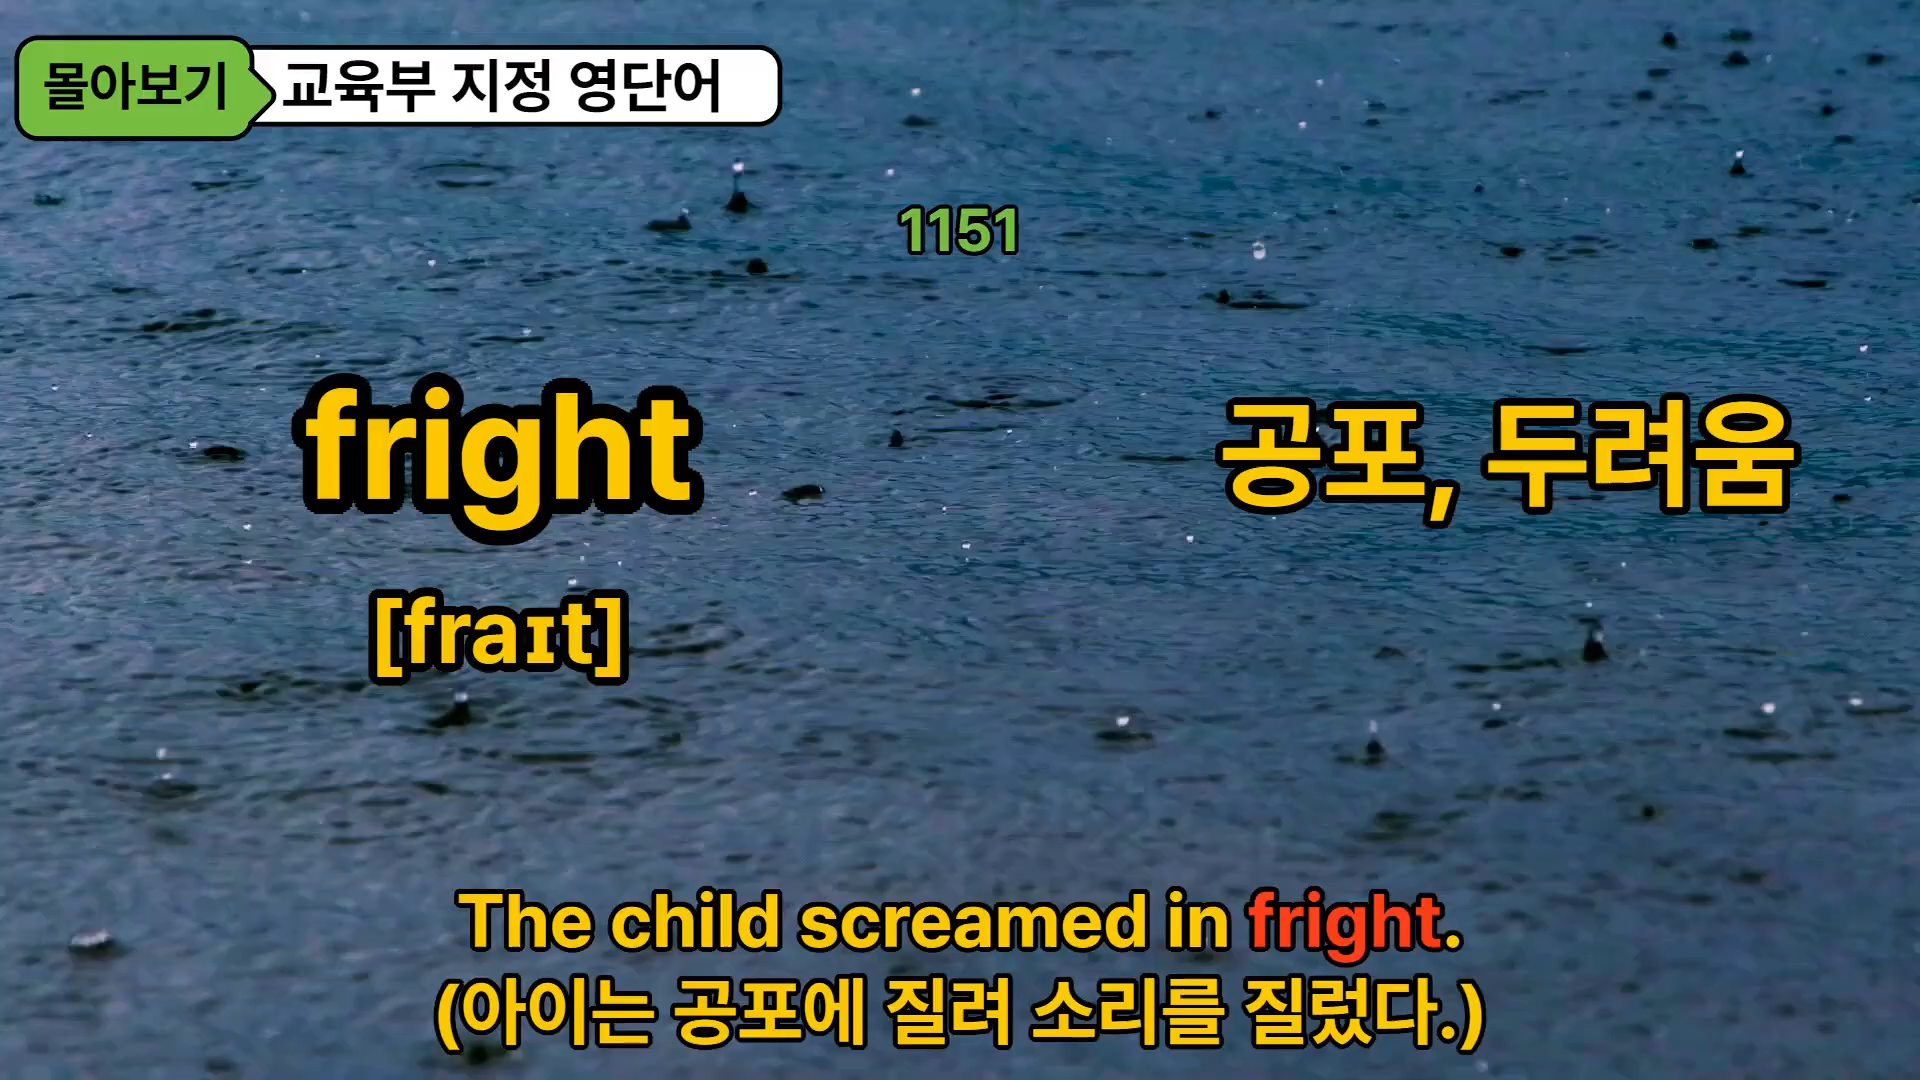 몰아보기 교육부 지정 영단어
1151
fright 공포, 두려움
[fraɪt]
The child screamed in fright.
(아이는 공포에 질려 소리를 질렀다.)